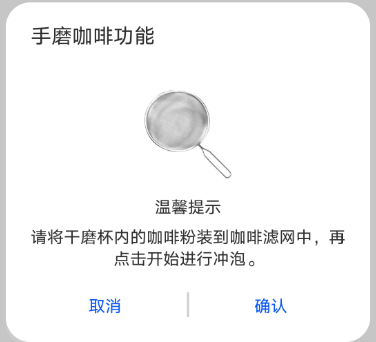 手磨咖啡功能
温馨提示
请将干磨杯内的咖啡粉装到咖啡滤网中，再
点击开始进行冲泡。
取消
确认